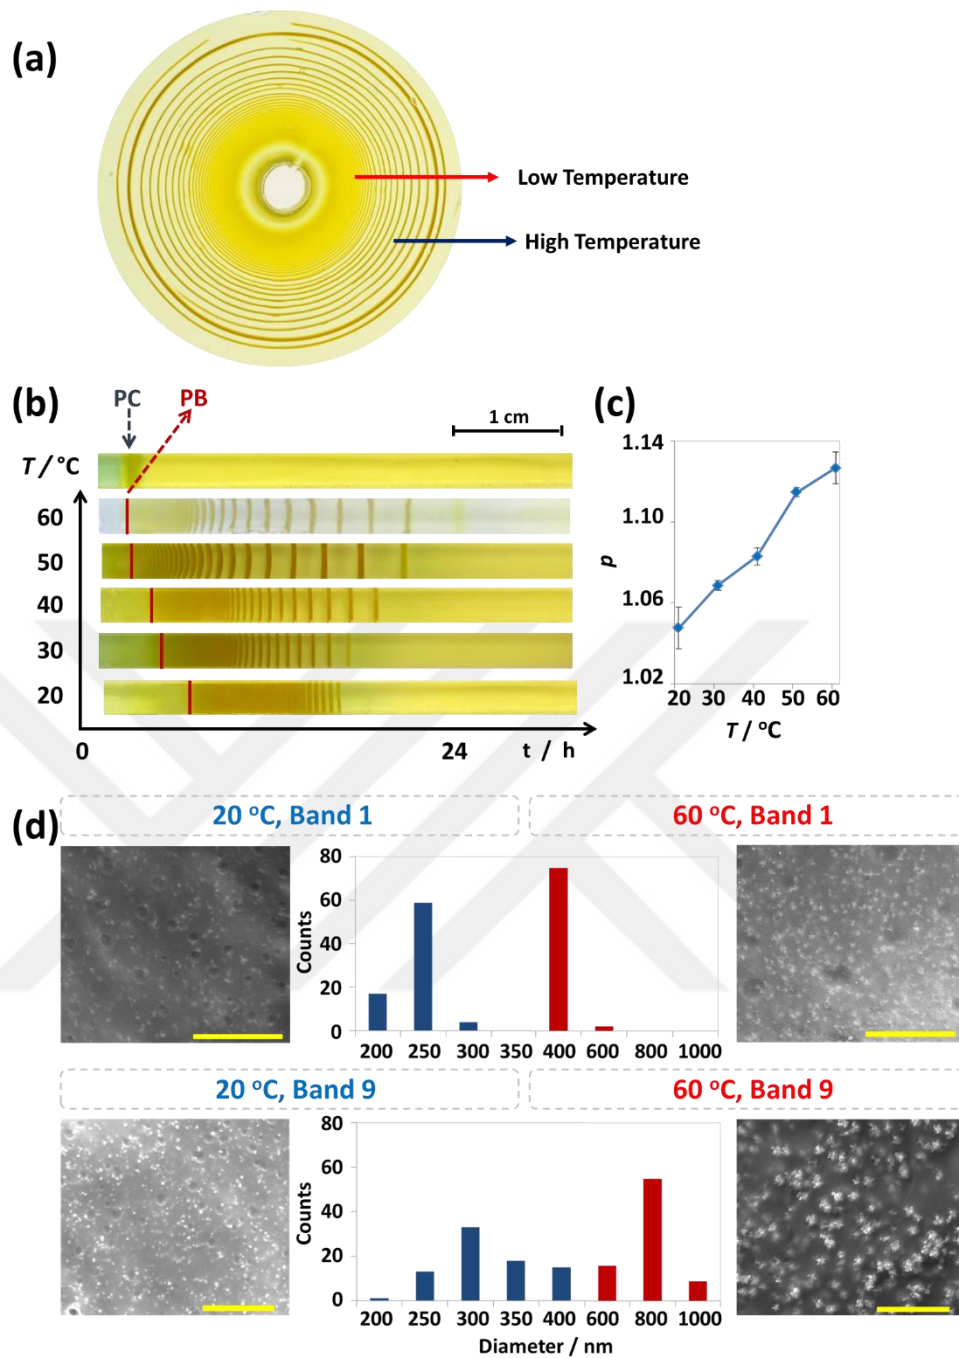 (a)
Low Temperature
High Temperature
(b)
PC
PB
1 cm
T / °C
60
50
40
30
20
0
24
t / h
(c)
p
1.14
1.10
1.06
1.02
20 30 40 50 60
T / °C
(d)
20 °C, Band 1
60 °C, Band 1
Counts
80
60
40
20
0
200 250 300 350 400 600 800 1000
20 °C, Band 9
60 °C, Band 9
Counts
80
60
40
20
0
200 250 300 350 400 600 800 1000
Diameter / nm